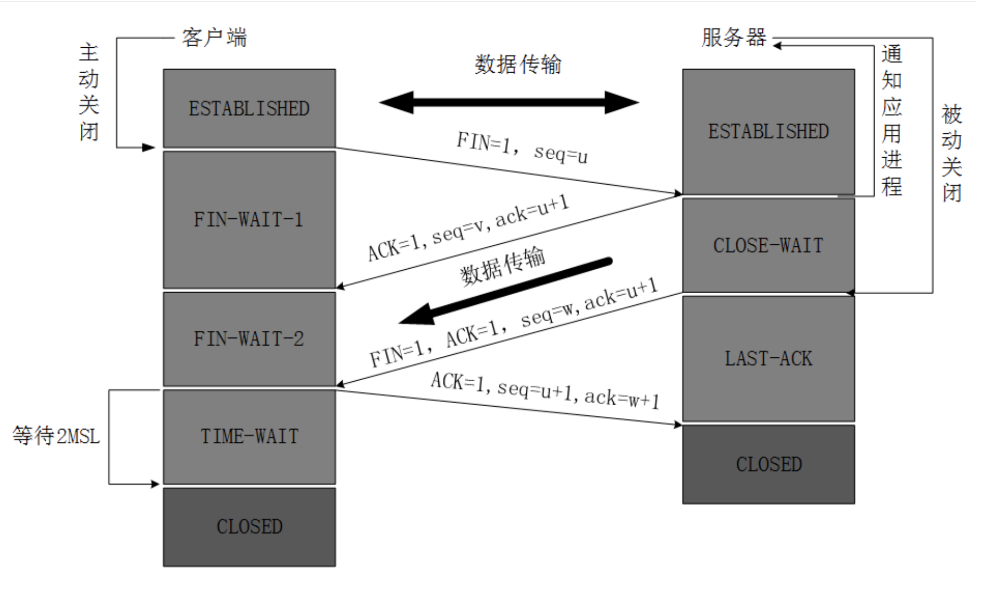 客户端
服务器
主动关闭
数据传输
通知应用进程
被动关闭
ESTABLISHED
ESTABLISHED
FIN=1, seq=u
FIN-WAIT-1
ACK=1,seq=v,ack=u+1
CLOSE-WAIT
数据传输
FIN-WAIT-2
FIN=1, ACK=1, seq=w,ack=u+1
LAST-ACK
ACK=1,seq=u+1,ack=w+1
等待2MSL
TIME-WAIT
CLOSED
CLOSED